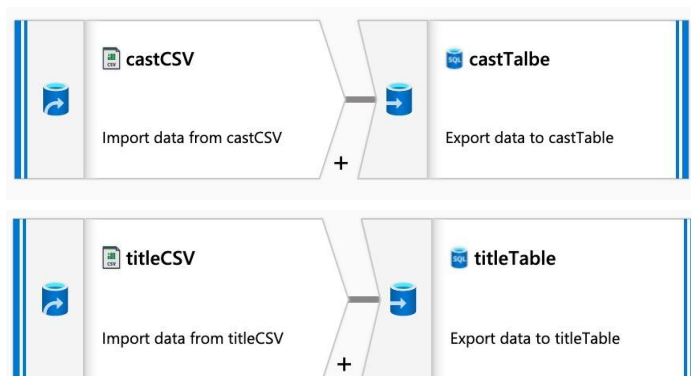 castCSV
castTalbe
Import data from castCSV
Export data to castTable
+
titleCSV
titleTable
Import data from titleCSV
Export data to titleTable
+